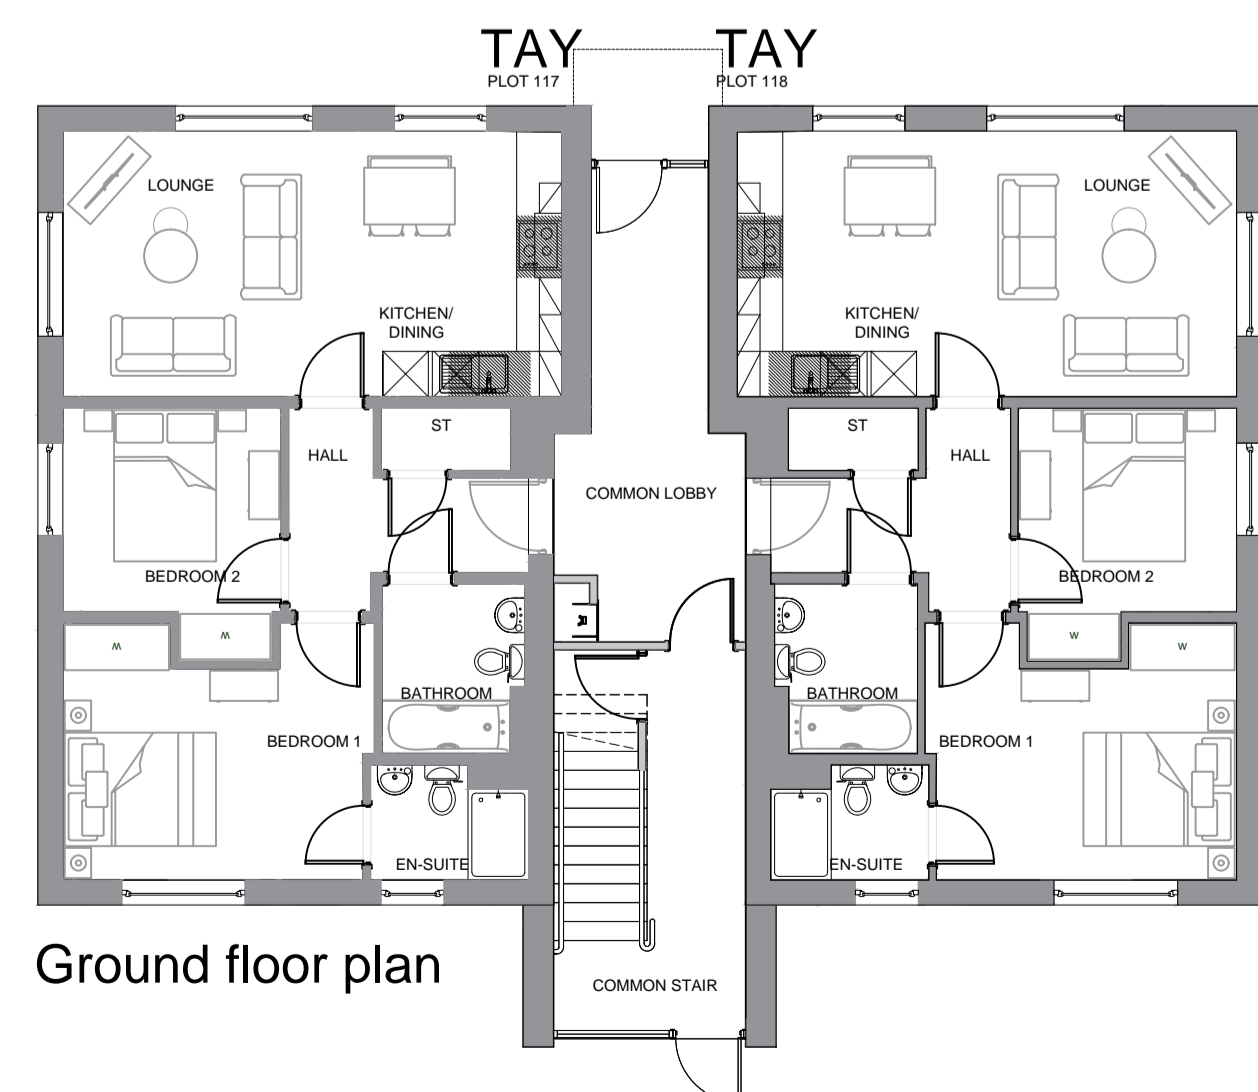 TAY
PLOT 117
TAY
PLOT 118
LOUNGE
LOUNGE
KITCHEN/
DINING
KITCHEN/
DINING
ST
ST
HALL
HALL
COMMON LOBBY
BEDROOM 2
BEDROOM 2
W
W
W
W
BATHROOM
BATHROOM
BEDROOM 1
BEDROOM 1
EN-SUITE
EN-SUITE
Ground floor plan
COMMON STAIR